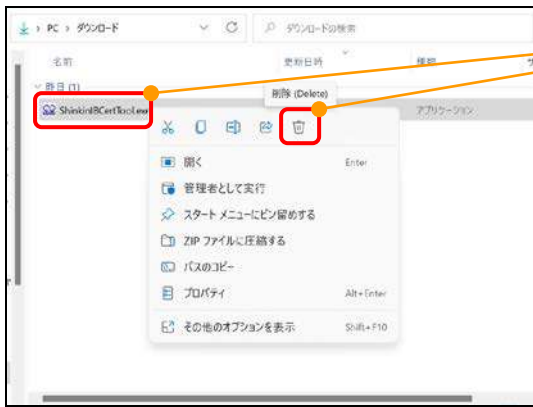 PC › ダウンロード
ダウンロードの検索
名前
更新日時
種類
サ
昨日 (1)
削除 (Delete)
ShinkinIBCertTool.exe
アプリケーション
開く Enter
管理者として実行
スタート メニューにピン留めする
ZIP ファイルに圧縮する
パスのコピー
プロパティ Alt+Enter
その他のオプションを表示 Shift+F10